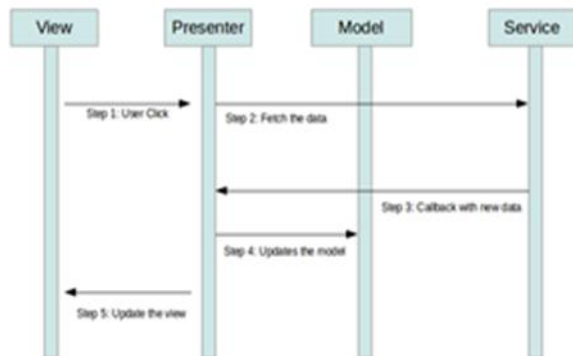 View Presenter Model Service
Step 1: User Click
Step 2: Fetch the data
Step 3: Callback with new data
Step 4: Updates the model
Step 5: Update the view